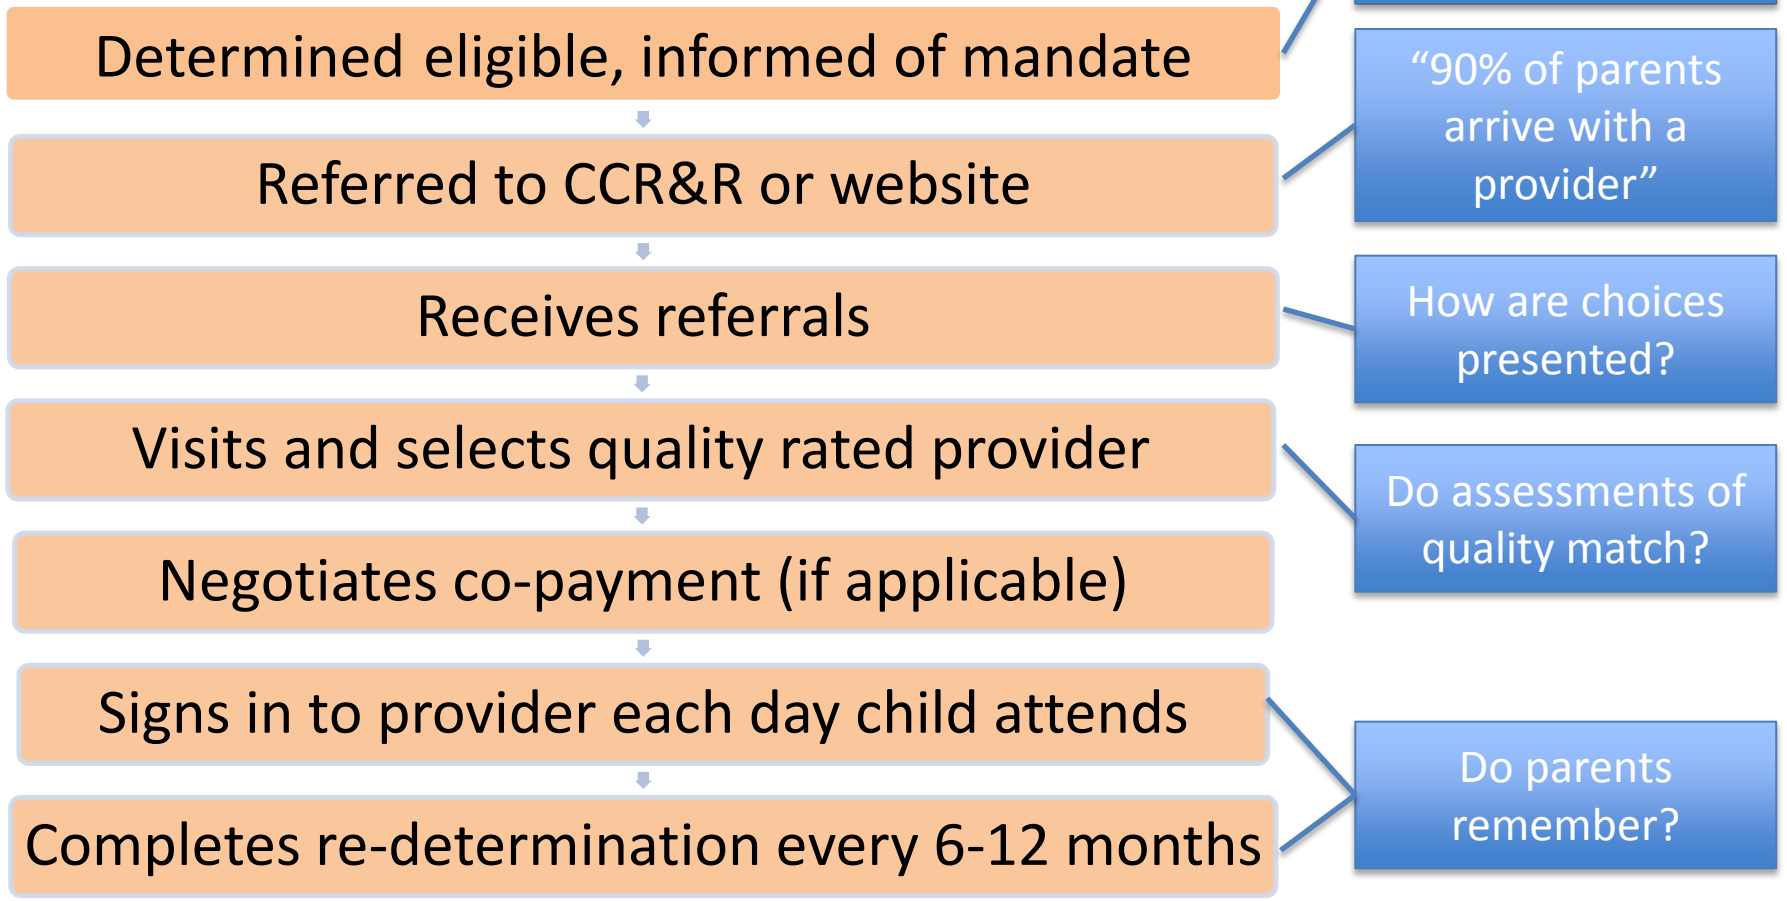 Determined eligible, informed of mandate
“90% of parents
arrive with a
provider”
Referred to CCR&R or website
Receives referrals
How are choices
presented?
Visits and selects quality rated provider
Do assessments of
quality match?
Negotiates co-payment (if applicable)
Signs in to provider each day child attends
Do parents
remember?
Completes re-determination every 6-12 months